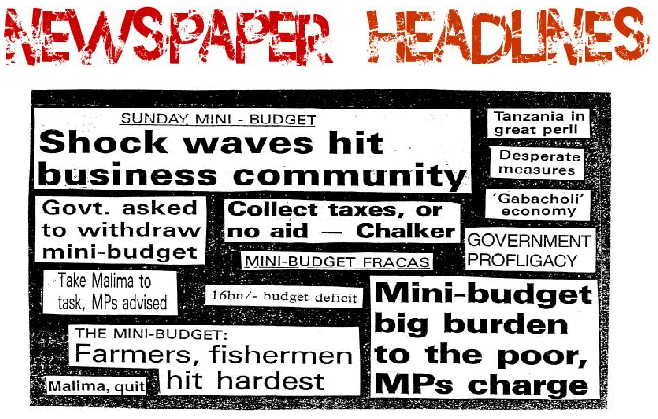 NEWSPAPER HEADLINES
SUNDAY MINI - BUDGET
Shock waves hit
business community
Tanzania in
great peril
Desperate
measures
'Gabacholi'
economy
Govt. asked
to withdraw
mini-budget
Collect taxes, or
no aid — Chalker
GOVERNMENT
PROFLIGACY
MINI-BUDGET FRACAS
Take Malima to
task, MPs advised
16bn/- budget deficit
Mini-budget
big burden
to the poor,
MPs charge
THE MINI-BUDGET:
Farmers, fishermen
hit hardest
Malima, quit